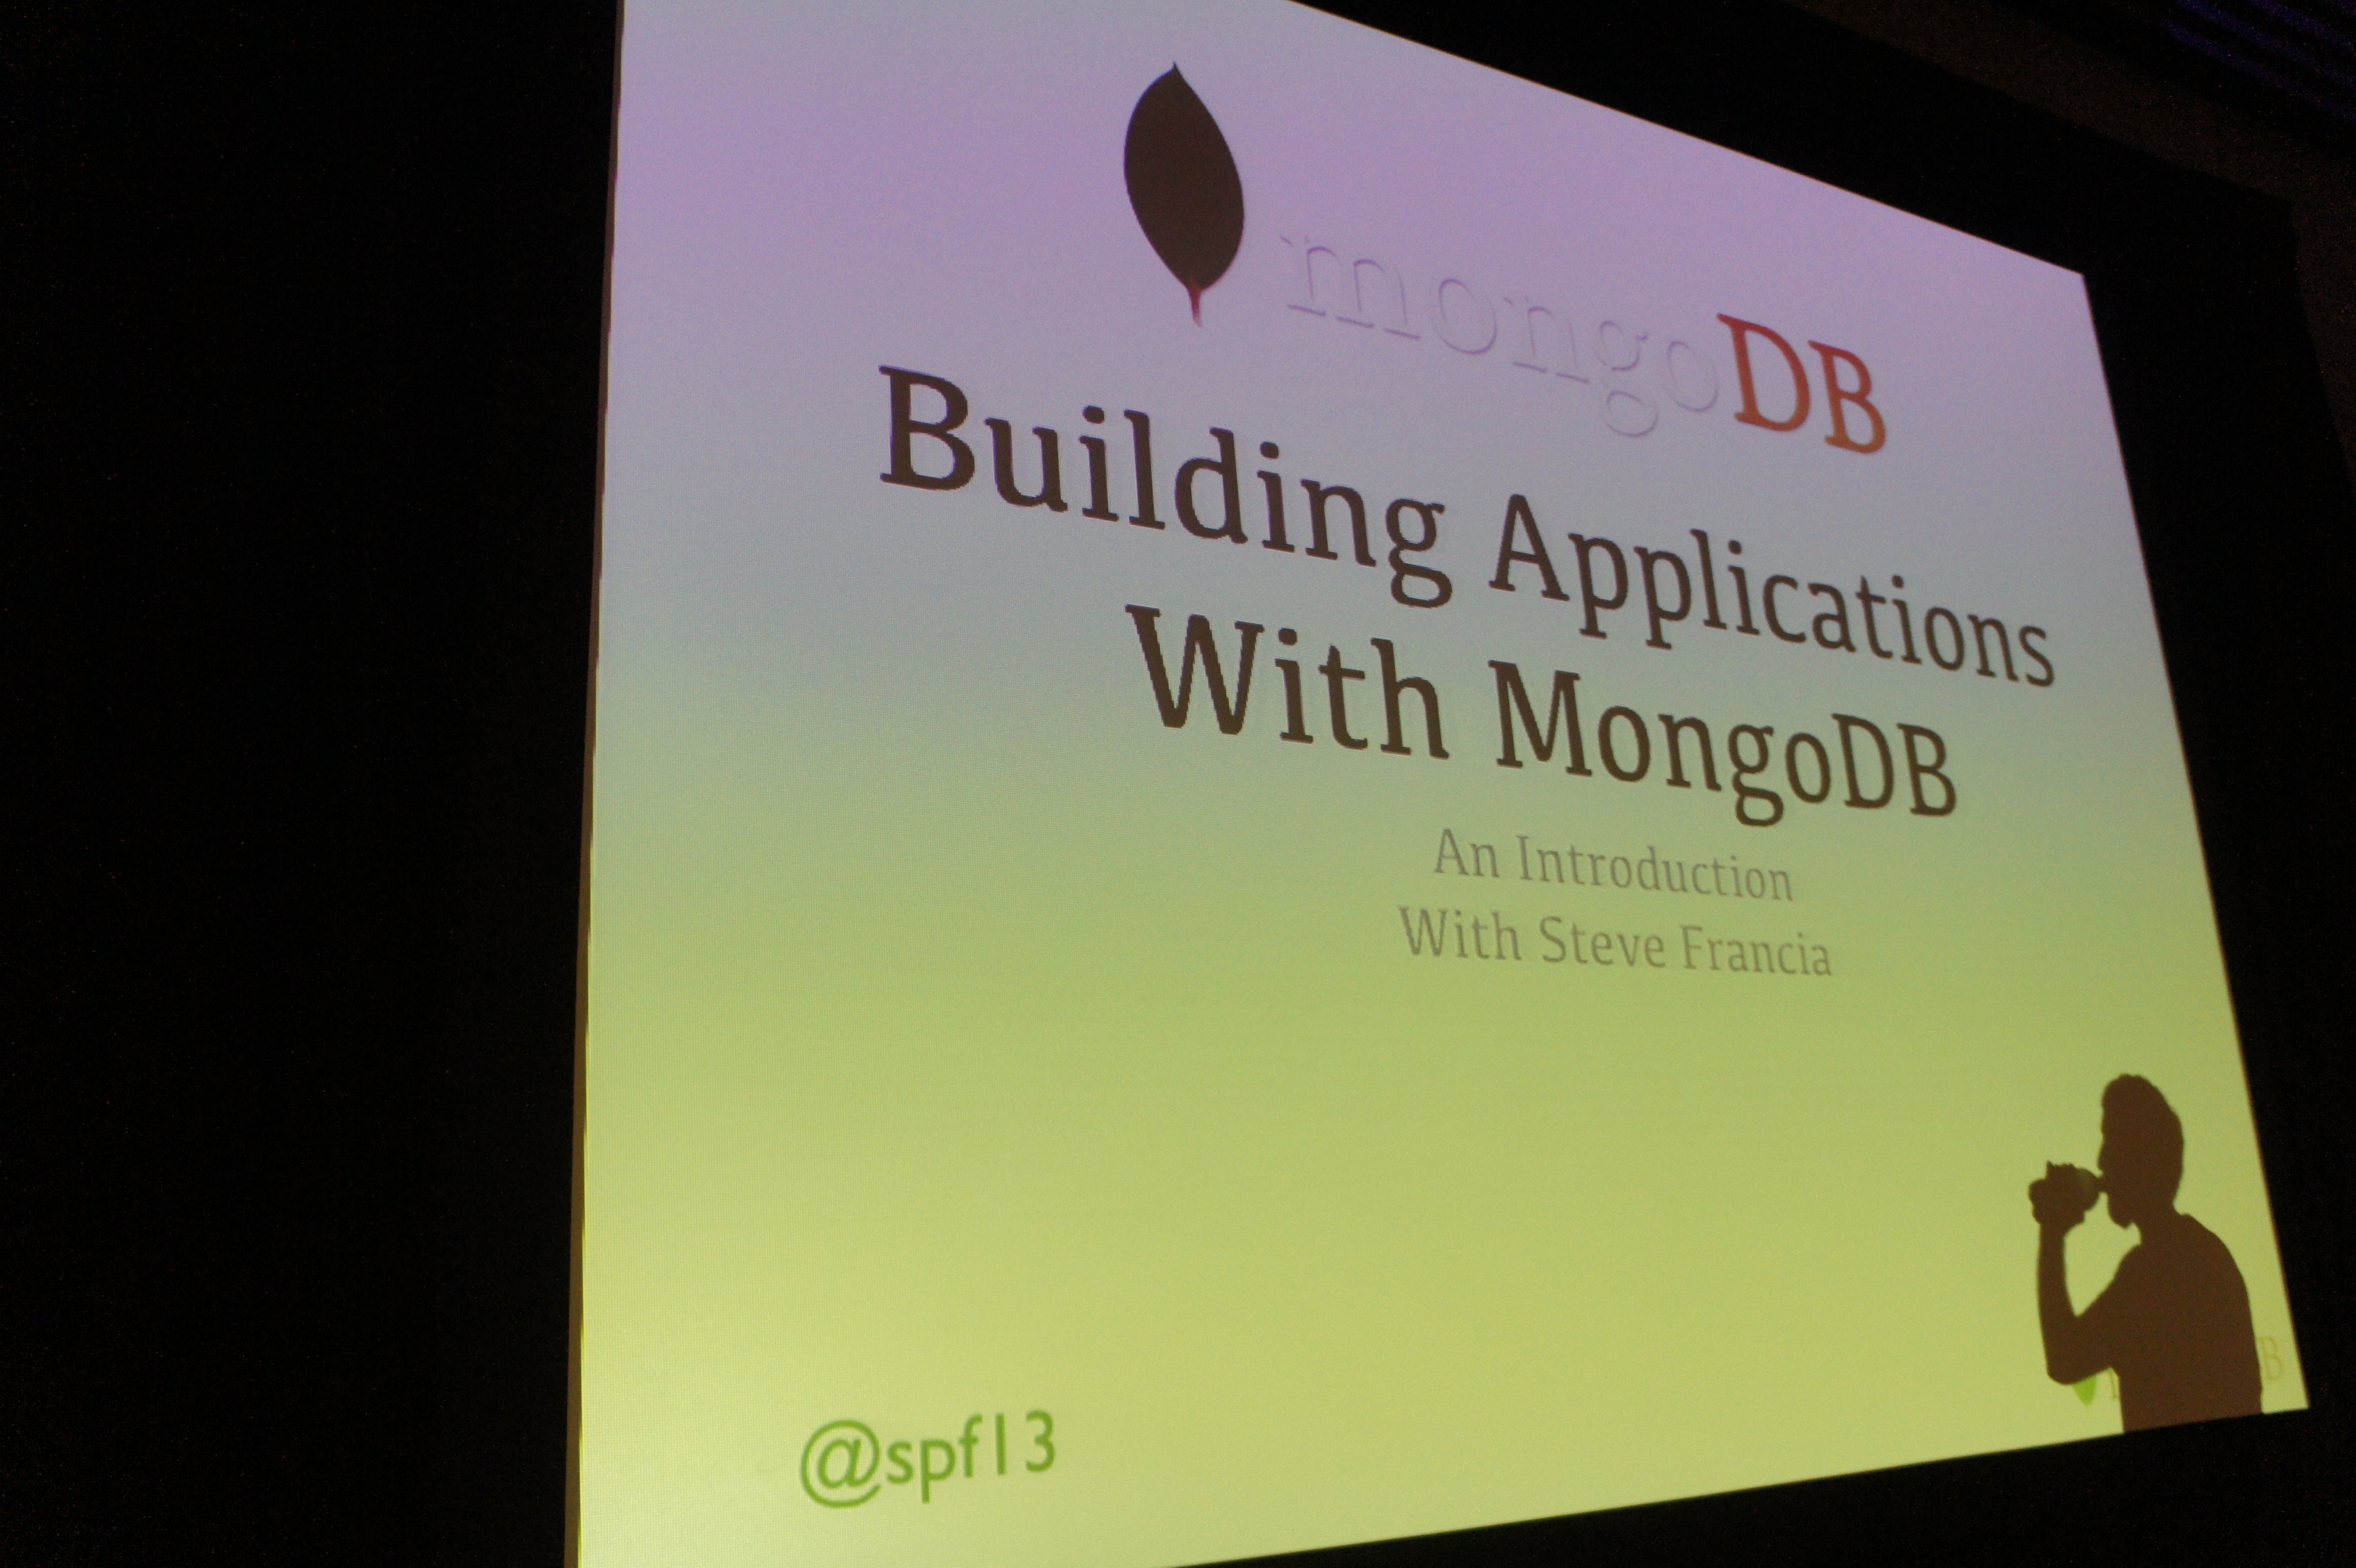 mongoDB
Building Applications
With MongoDB
An Introduction
With Steve Francia
@spf13
B